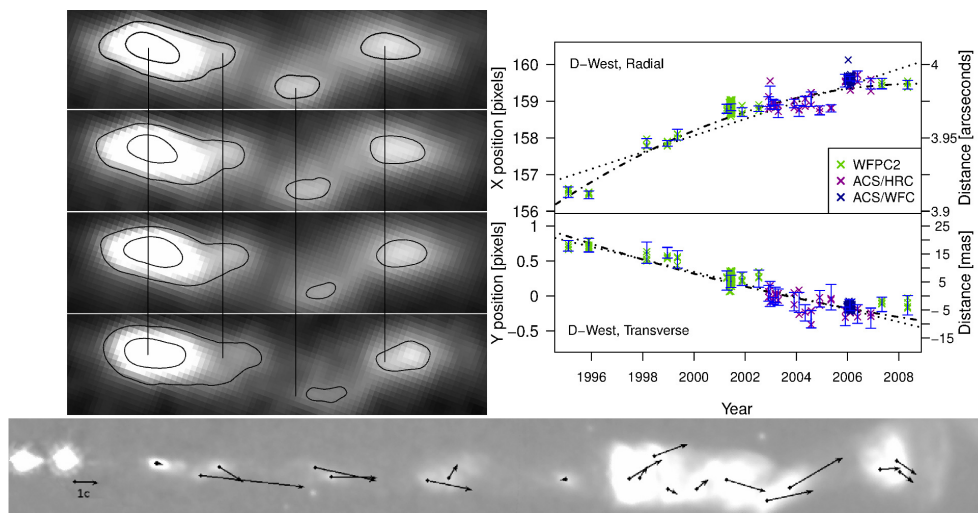 D−West, Radial
X position [pixels]
160
159
158
157
156
4
3.95
3.9
Distance [arcseconds]
WFPC2
ACS/HRC
ACS/WFC
Y position [pixels]
1
0.5
0
−0.5
25
15
5
−5
−15
Distance [mas]
D−West, Transverse
1996
1998
2000
2002
2004
2006
2008
Year
1c